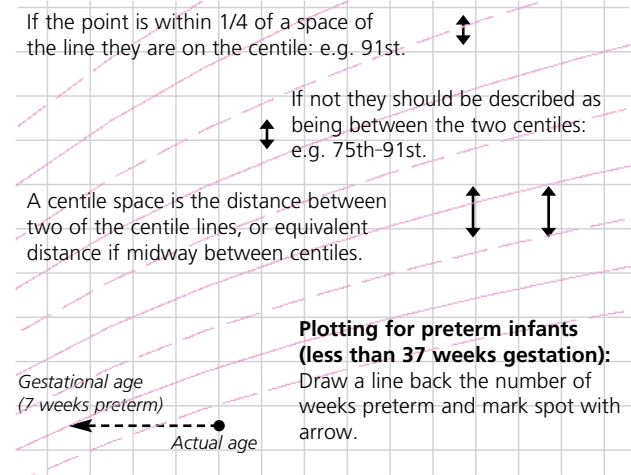 If the point is within 1/4 of a space of
the line they are on the centile: e.g. 91st.
If not they should be described as
being between the two centiles:
e.g. 75th–91st.
A centile space is the distance between
two of the centile lines, or equivalent
distance if midway between centiles.
Plotting for preterm infants
(less than 37 weeks gestation):
Draw a line back the number of
weeks preterm and mark spot with
arrow.
Gestational age
(7 weeks preterm)
Actual age